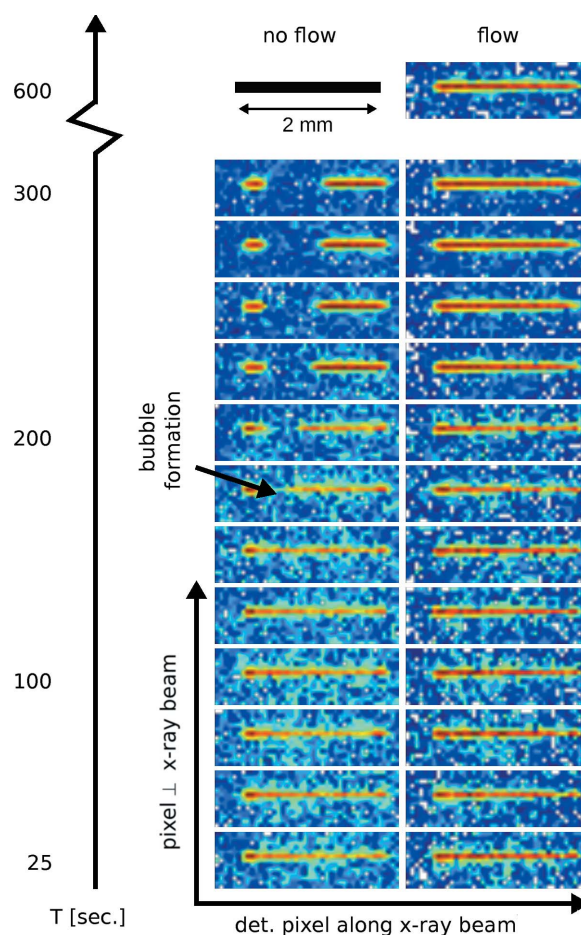 no flow
flow
600
2 mm
300
bubble
formation
200
pixel ⊥ x-ray beam
100
25
T [sec.]
det. pixel along x-ray beam